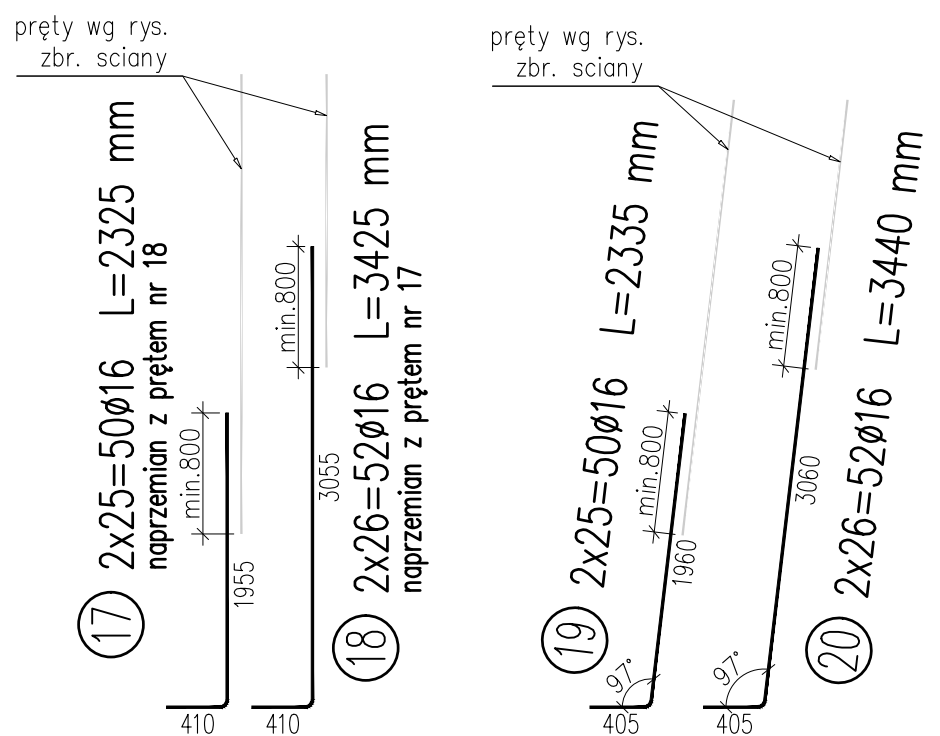 pręty wg rys.
zbr. sciany
17
2x25=50ø16 L=2325 mm
naprzemian z prętem nr 18
min.800
1955
410
min.800
3055
410
18
2x26=52ø16 L=3425 mm
naprzemian z prętem nr 17
pręty wg rys.
zbr. sciany
19
2x25=50ø16 L=2335 mm
min.800
1960
97°
405
min.800
3060
97°
405
20
2x26=52ø16 L=3440 mm